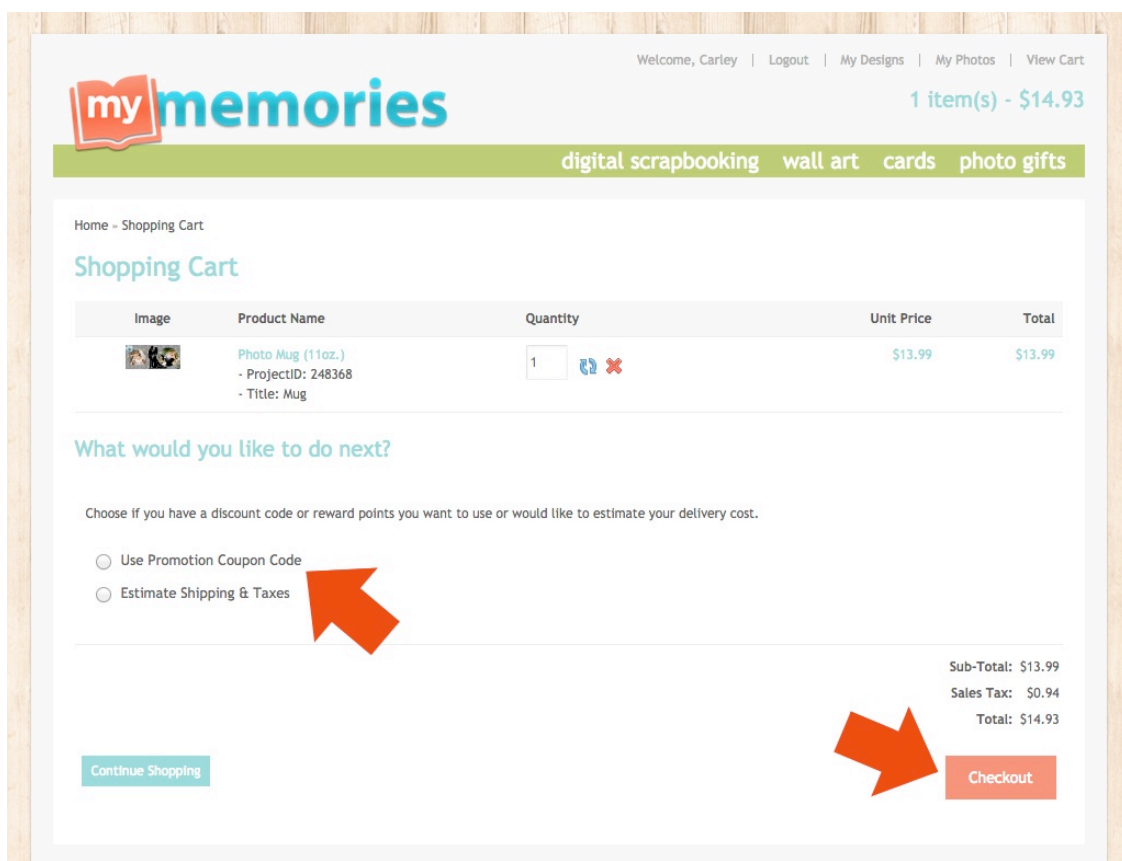 Welcome, Carley | Logout | My Designs | My Photos | View Cart
my memories
1 item(s) - $14.93
digital scrapbooking wall art cards photo gifts
Home » Shopping Cart
Shopping Cart
Image Product Name Quantity Unit Price Total
Photo Mug (11oz.) 1 $13.99 $13.99
- ProjectID: 248368
- Title: Mug
What would you like to do next?
Choose if you have a discount code or reward points you want to use or would like to estimate your delivery cost.
Use Promotion Coupon Code
Estimate Shipping & Taxes
Sub-Total: $13.99
Sales Tax: $0.94
Total: $14.93
Continue Shopping
Checkout